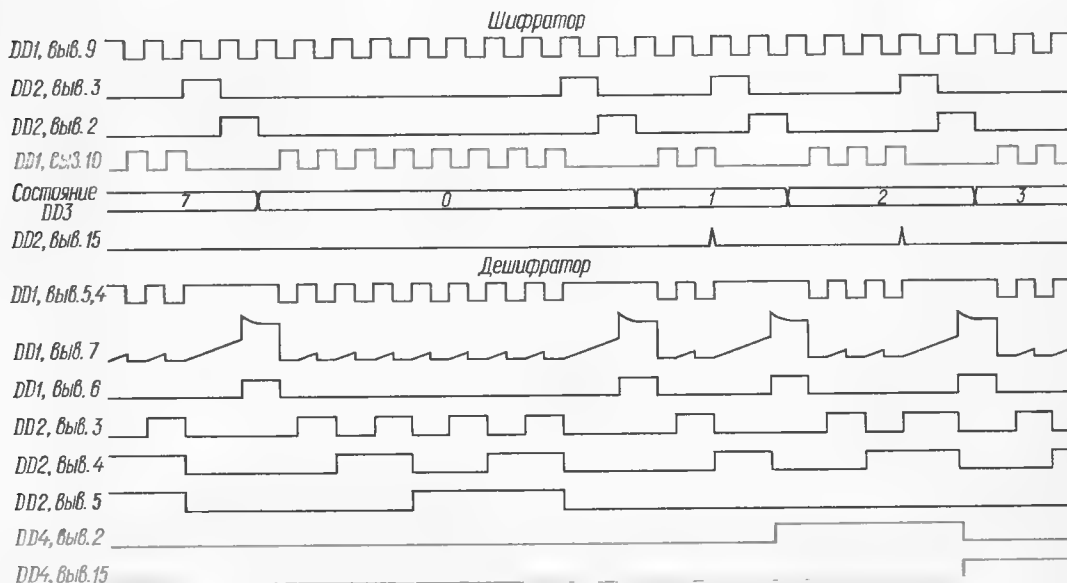 Шифратор
DD1, выв. 9
DD2, выв. 3
DD2, выв. 2
DD1, выв. 10
Состояние DD3
7 0 1 2 3
DD2, выв. 15
Дешифратор
DD1, выв. 5,4
DD1, выв. 7
DD1, выв. 6
DD2, выв. 3
DD2, выв. 4
DD2, выв. 5
DD4, выв. 2
DD4, выв. 15